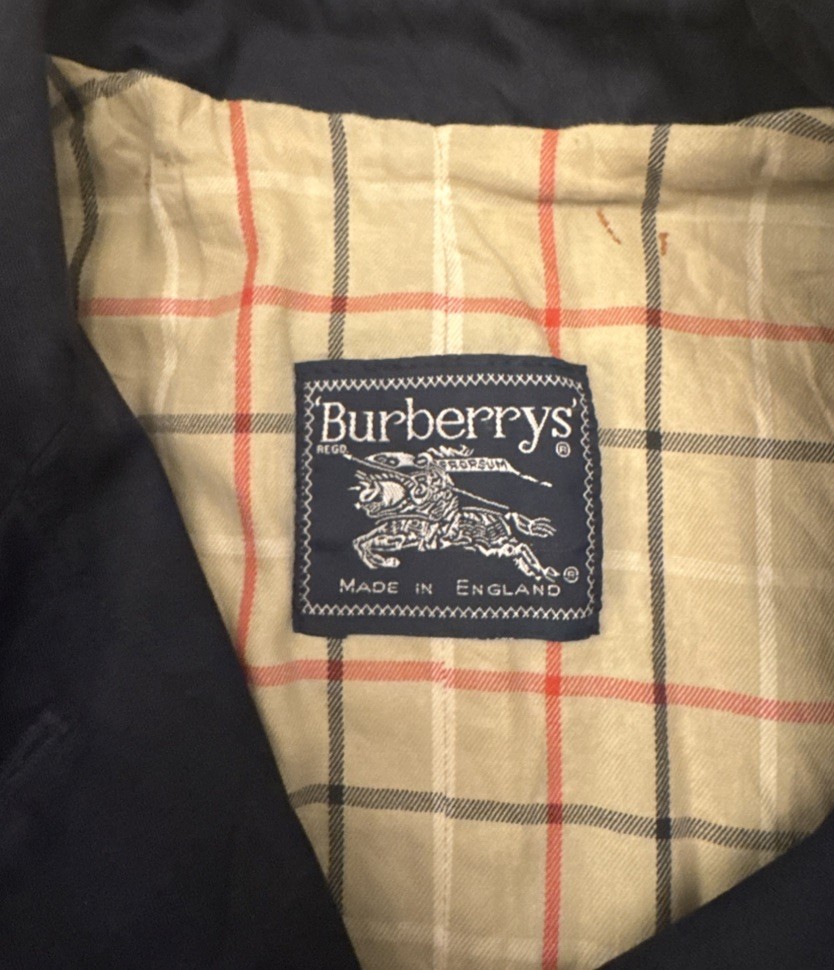 'Burberrys'
REGD. ®
PRORSUM
®
MADE IN ENGLAND